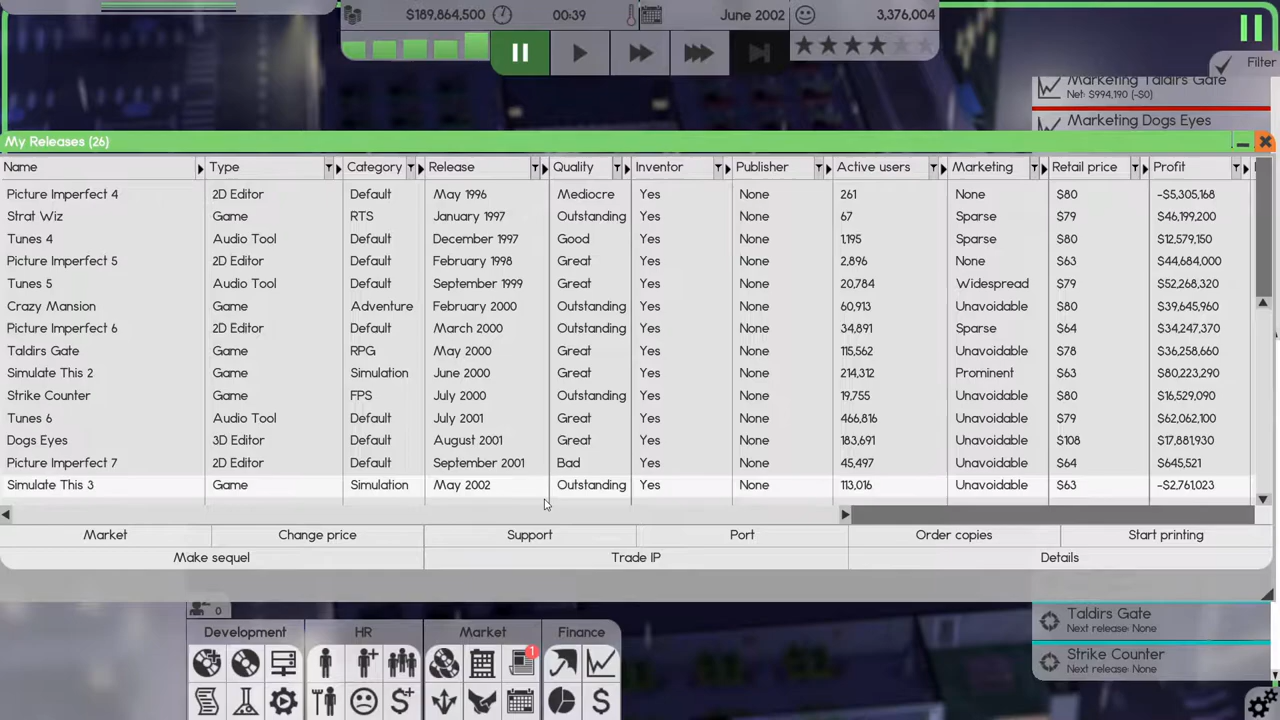 $189,864,500 00:39 June 2002 3,376,004
Filter
Marketing Taldirs Gate
Net: $994,190 (-$0)
Marketing Dogs Eyes
My Releases (26)
Name Type Category Release Quality Inventor Publisher Active users Marketing Retail price Profit
Picture Imperfect 4 2D Editor Default May 1996 Mediocre Yes None 261 None $80 -$5,305,168
Strat Wiz Game RTS January 1997 Outstanding Yes None 67 Sparse $79 $46,199,200
Tunes 4 Audio Tool Default December 1997 Good Yes None 1,195 Sparse $80 $12,579,150
Picture Imperfect 5 2D Editor Default February 1998 Great Yes None 2,896 None $63 $44,684,000
Tunes 5 Audio Tool Default September 1999 Great Yes None 20,784 Widespread $79 $52,268,320
Crazy Mansion Game Adventure February 2000 Outstanding Yes None 60,913 Unavoidable $80 $39,645,960
Picture Imperfect 6 2D Editor Default March 2000 Outstanding Yes None 34,891 Sparse $64 $34,247,370
Taldirs Gate Game RPG May 2000 Great Yes None 115,562 Unavoidable $78 $36,258,660
Simulate This 2 Game Simulation June 2000 Great Yes None 214,312 Prominent $63 $80,223,290
Strike Counter Game FPS July 2000 Outstanding Yes None 19,755 Unavoidable $80 $16,529,090
Tunes 6 Audio Tool Default July 2001 Great Yes None 466,816 Unavoidable $79 $62,062,100
Dogs Eyes 3D Editor Default August 2001 Great Yes None 183,691 Unavoidable $108 $17,881,930
Picture Imperfect 7 2D Editor Default September 2001 Bad Yes None 45,497 Unavoidable $64 $645,521
Simulate This 3 Game Simulation May 2002 Outstanding Yes None 113,016 Unavoidable $63 -$2,761,023
Market Change price Support Port Order copies Start printing
Make sequel Trade IP Details
0
Development HR Market Finance
1
Taldirs Gate
Next release: None
Strike Counter
Next release: None